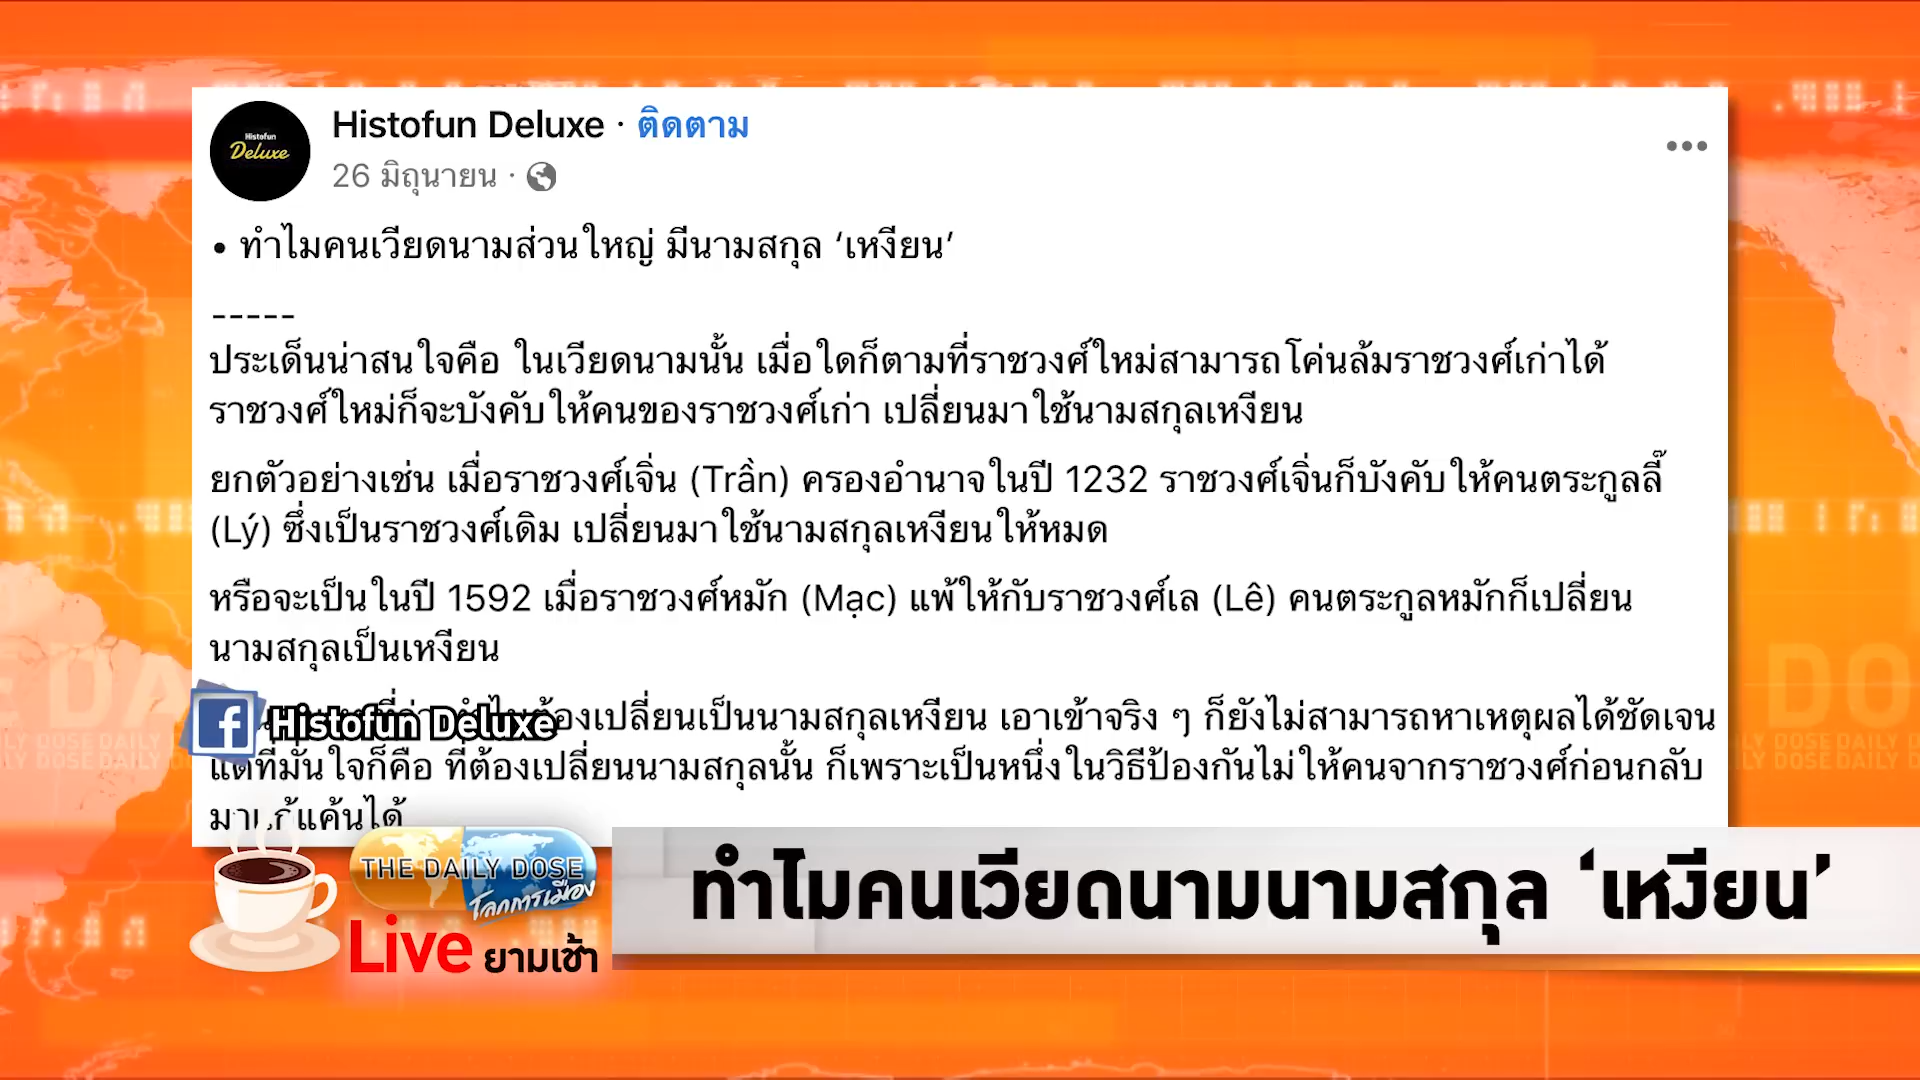 Histofun Deluxe · ติดตาม
Histofun
Deluxe
26 มิถุนายน ·
• ทำไมคนเวียดนามส่วนใหญ่ มีนามสกุล ‘เหงียน’
-----
ประเด็นน่าสนใจคือ ในเวียดนามนั้น เมื่อใดก็ตามที่ราชวงศ์ใหม่สามารถโค่นล้มราชวงศ์เก่าได้
ราชวงศ์ใหม่ก็จะบังคับให้คนของราชวงศ์เก่า เปลี่ยนมาใช้นามสกุลเหงียน
ยกตัวอย่างเช่น เมื่อราชวงศ์เจิ่น (Trần) ครองอำนาจในปี 1232 ราชวงศ์เจิ่นก็บังคับให้คนตระกูลลี๊
(Lý) ซึ่งเป็นราชวงศ์เดิม เปลี่ยนมาใช้นามสกุลเหงียนให้หมด
หรือจะเป็นในปี 1592 เมื่อราชวงศ์หมัก (Mạc) แพ้ให้กับราชวงศ์เล (Lê) คนตระกูลหมักก็เปลี่ยน
นามสกุลเป็นเหงียน
ต้องเปลี่ยนเป็นนามสกุลเหงียน เอาเข้าจริง ๆ ก็ยังไม่สามารถหาเหตุผลได้ชัดเจน
Histofun Deluxe
แต่ที่มั่นใจก็คือ ที่ต้องเปลี่ยนนามสกุลนั้น ก็เพราะเป็นหนึ่งในวิธีป้องกันไม่ให้คนจากราชวงศ์ก่อนกลับ
มาแก้แค้นได้
THE DAILY DOSE
โลกการเมือง
Live ยามเช้า
ทำไมคนเวียดนามนามสกุล ‘เหงียน’